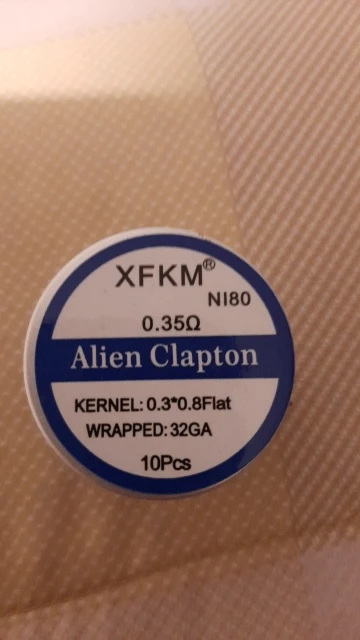 XFKM®
NI80
0.35Ω
Alien Clapton
KERNEL: 0.3*0.8Flat
WRAPPED: 32GA
10Pcs